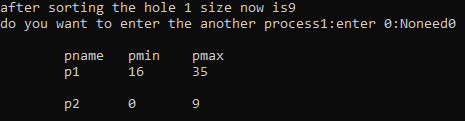 after sorting the hole 1 size now is9
do you want to enter the another process1:enter 0:Noneed0
pname pmin pmax
p1 16 35
p2 0 9